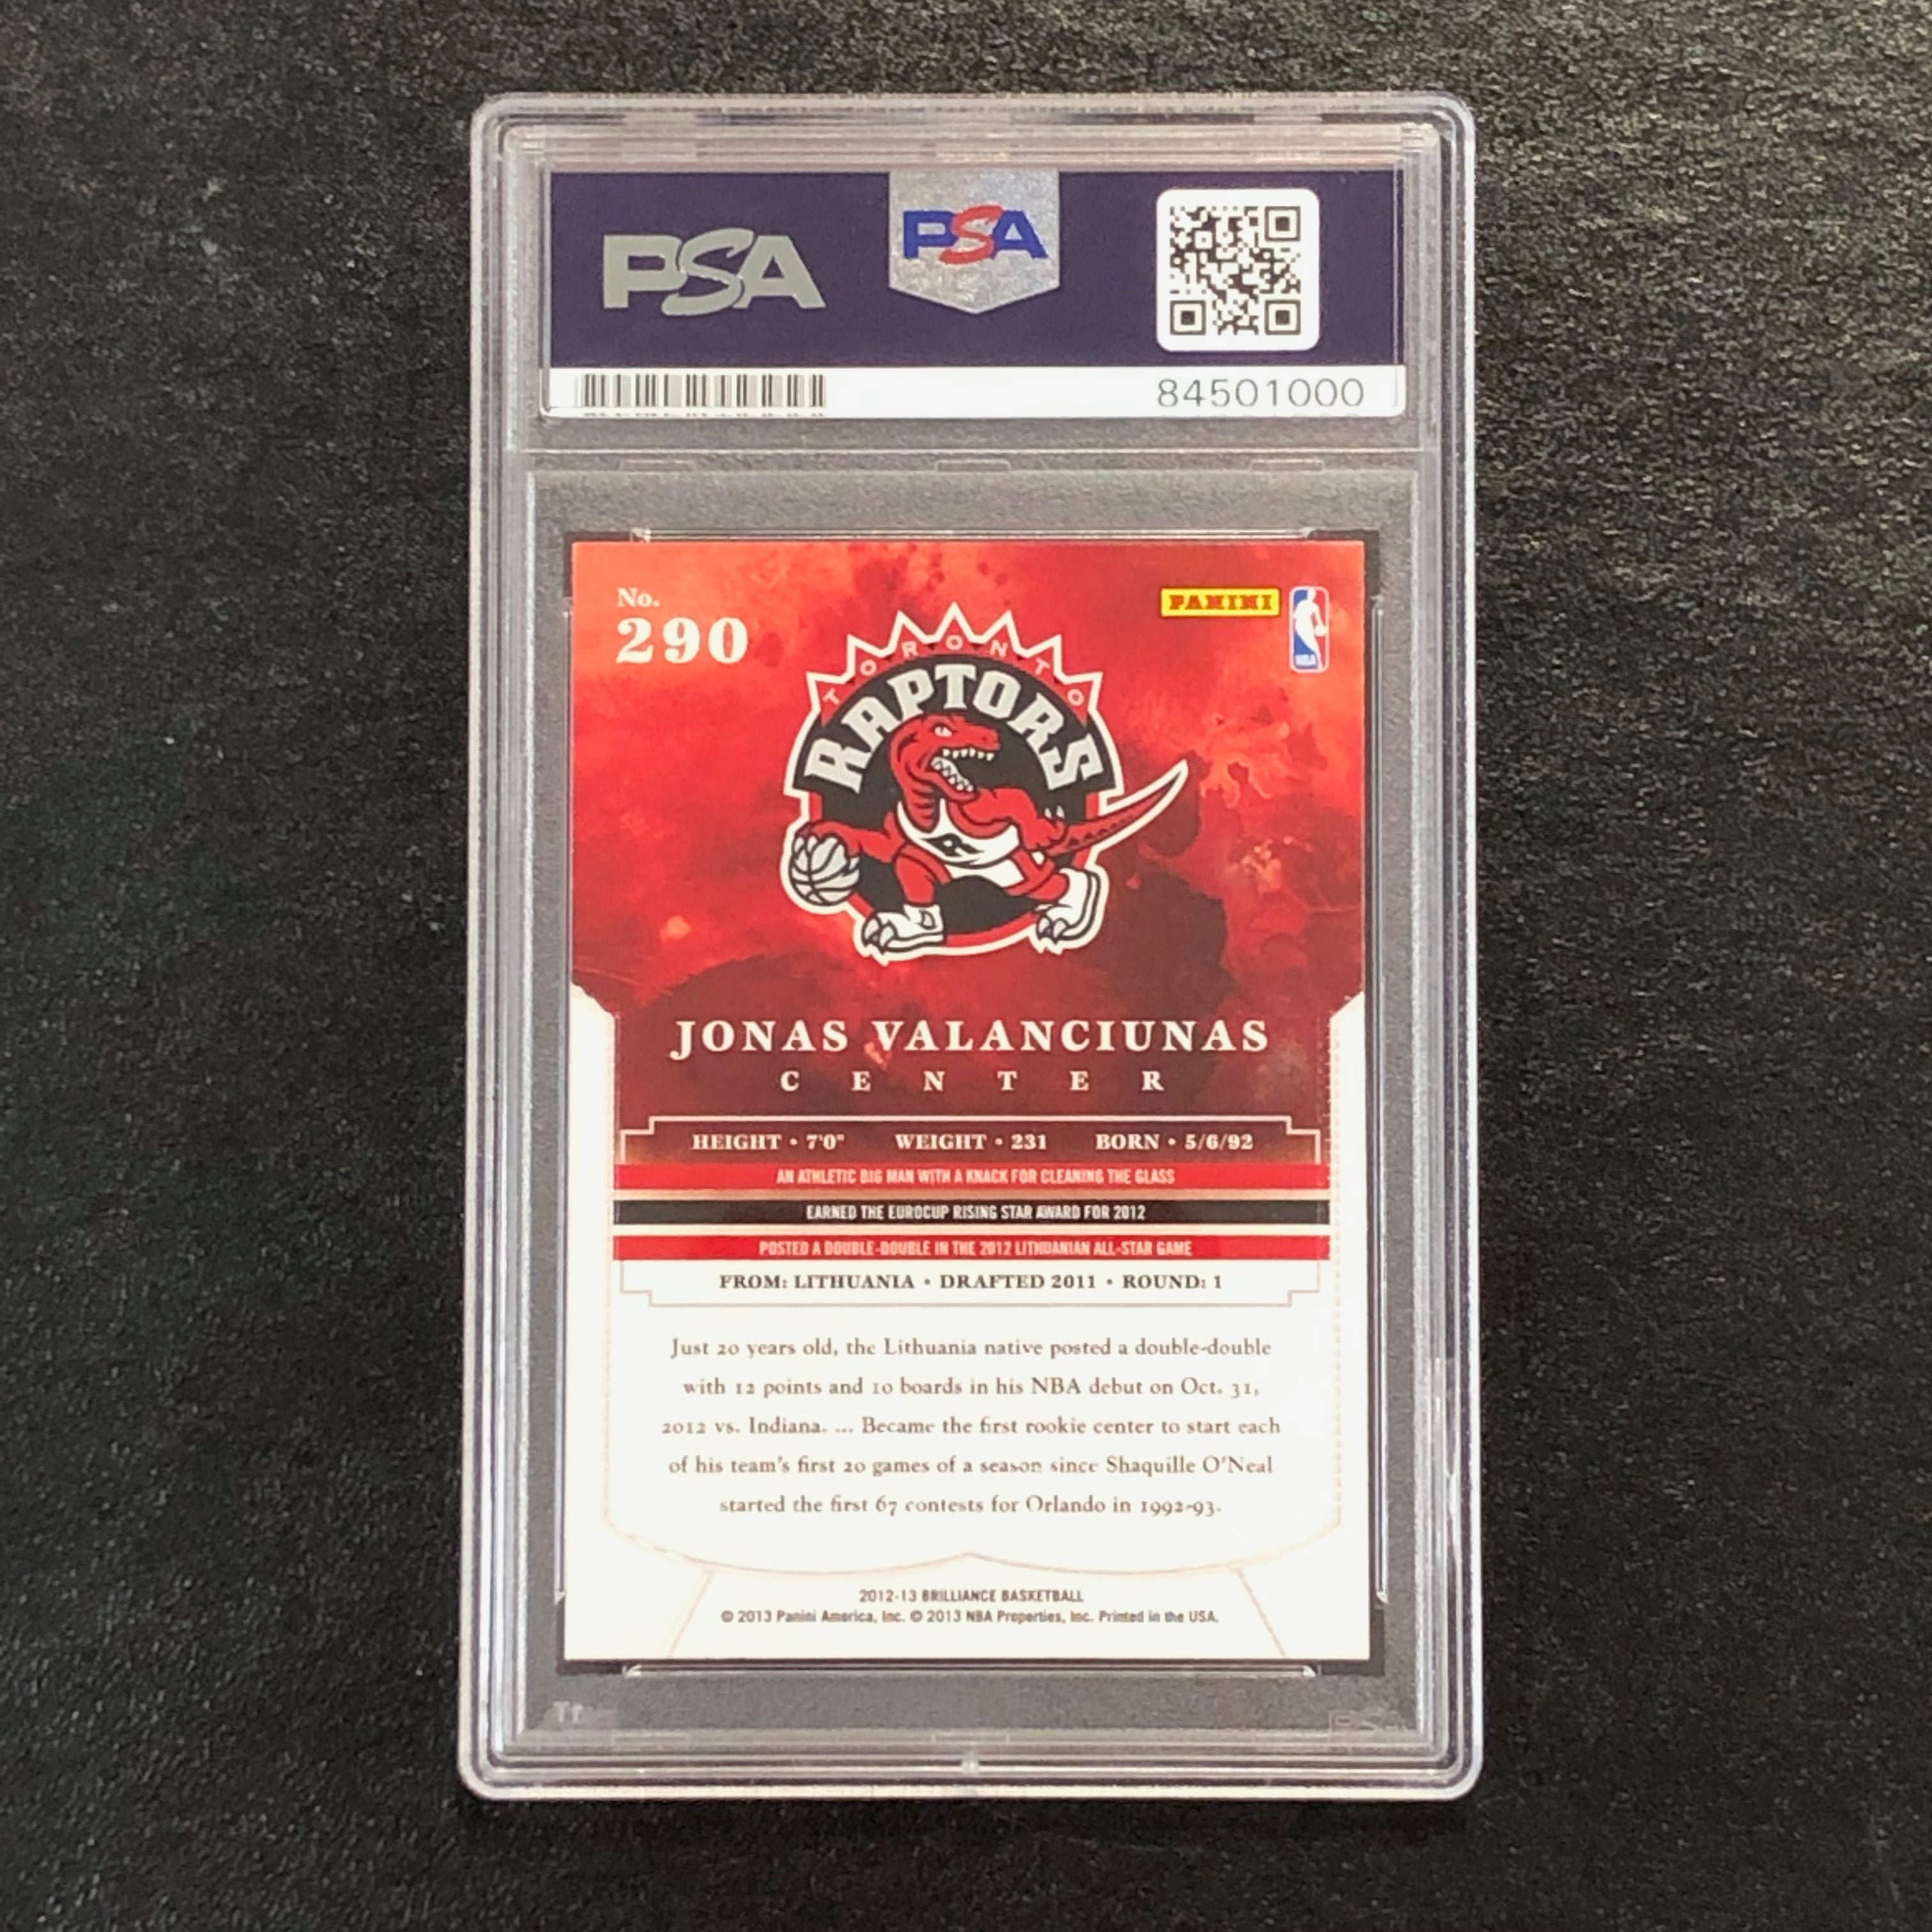 PSA
PSA
84501000
No.
290
PANINI
NBA
TORONTO
RAPTORS
JONAS VALANCIUNAS
CENTER
HEIGHT • 7'0" WEIGHT • 231 BORN • 5/6/92
AN ATHLETIC BIG MAN WITH A KNACK FOR CLEANING THE GLASS
EARNED THE EUROCUP RISING STAR AWARD FOR 2012
POSTED A DOUBLE-DOUBLE IN THE 2012 LITHUANIAN ALL-STAR GAME
FROM: LITHUANIA • DRAFTED 2011 • ROUND: 1
Just 20 years old, the Lithuania native posted a double-double
with 12 points and 10 boards in his NBA debut on Oct. 31,
2012 vs. Indiana. ... Became the first rookie center to start each
of his team's first 20 games of a season since Shaquille O'Neal
started the first 67 contests for Orlando in 1992-93.
2012-13 BRILLIANCE BASKETBALL
© 2013 Panini America, Inc. © 2013 NBA Properties, Inc. Printed in the USA.
PSA